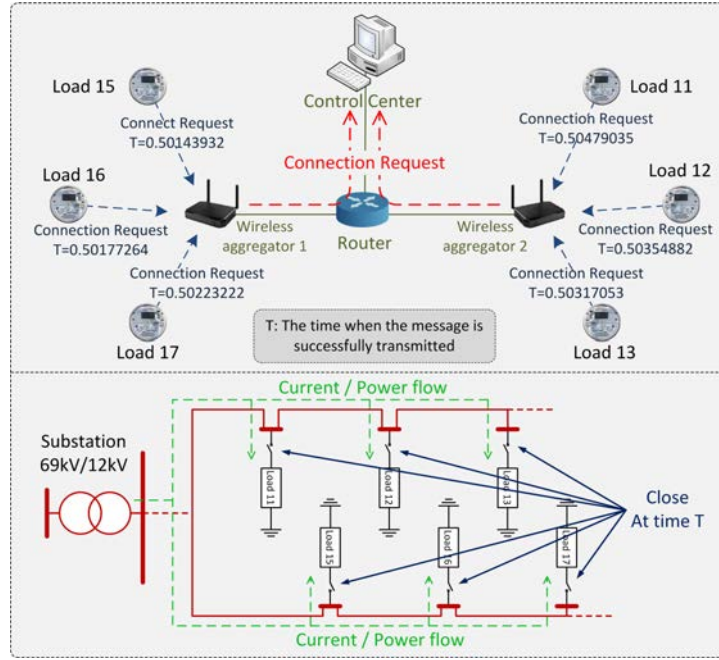 Load 15
Connect Request
T=0.50143932
Load 16
Connection Request
T=0.50177264
Connection Request
T=0.50223222
Load 17
Control Center
Connection Request
Wireless
aggregator 1
Router
Wireless
aggregator 2
Load 11
Connection Request
T=0.50479035
Load 12
Connection Request
T=0.50354882
Connection Request
T=0.50317053
Load 13
T: The time when the message is
successfully transmitted
Current / Power flow
Substation
69kV/12kV
Load 11
Load 12
Load 13
Load 15
Load 16
Load 17
Close
At time T
Current / Power flow